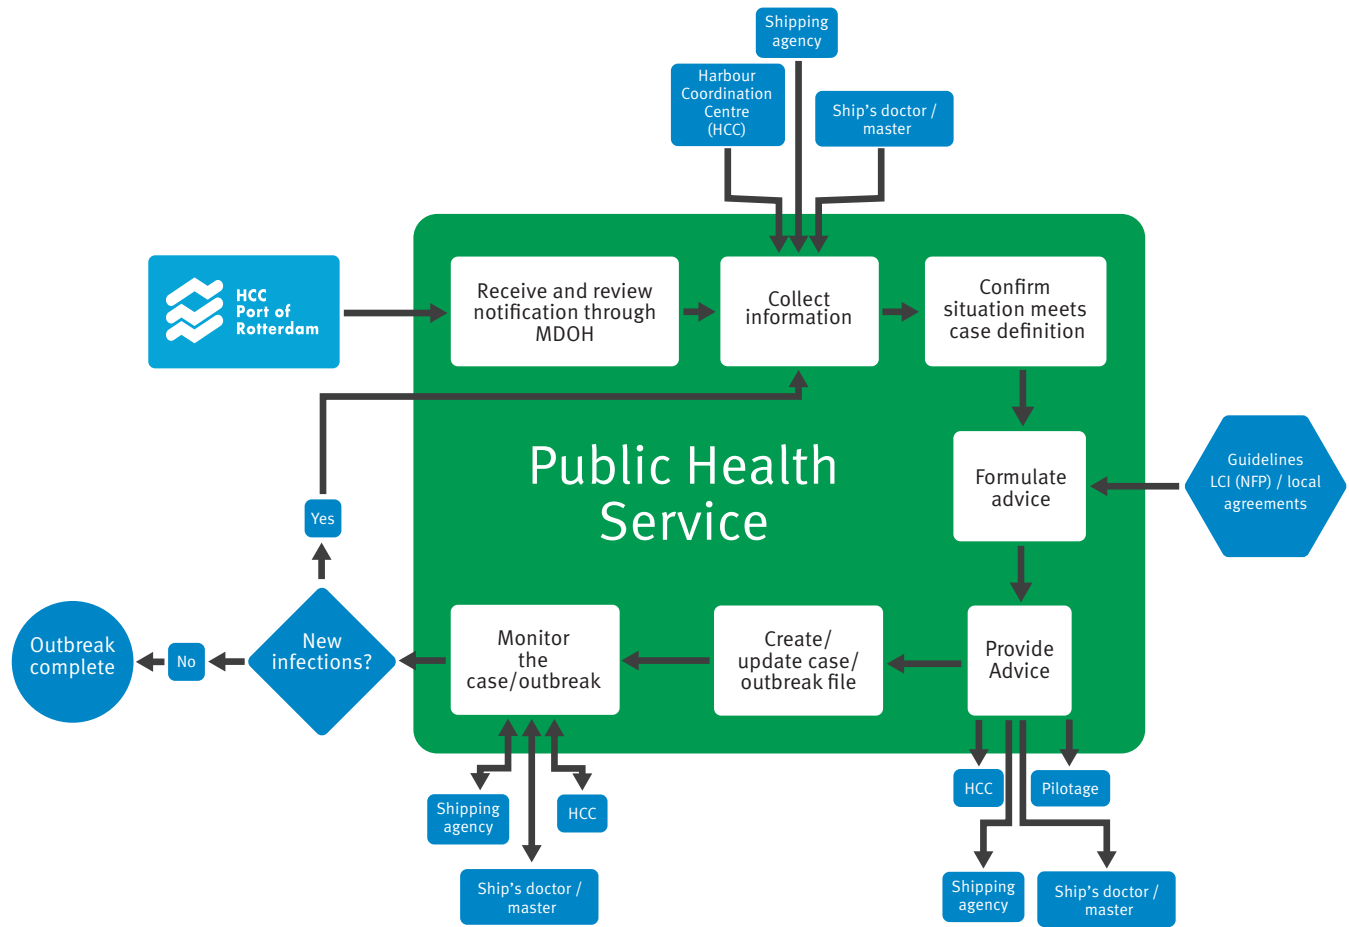 Shipping
agency
Harbour
Coordination
Centre
(HCC)
Ship's doctor /
master
HCC
Port of
Rotterdam
Receive and review
notification through
MDOH
Collect
information
Confirm
situation meets
case definition
Public Health
Service
Formulate
advice
Guidelines
LCI (NFP) / local
agreements
Yes
Outbreak
complete
No
New
infections?
Monitor
the
case/outbreak
Create/
update case/
outbreak file
Provide
Advice
Shipping
agency
HCC
Ship's doctor /
master
HCC
Pilotage
Shipping
agency
Ship's doctor /
master